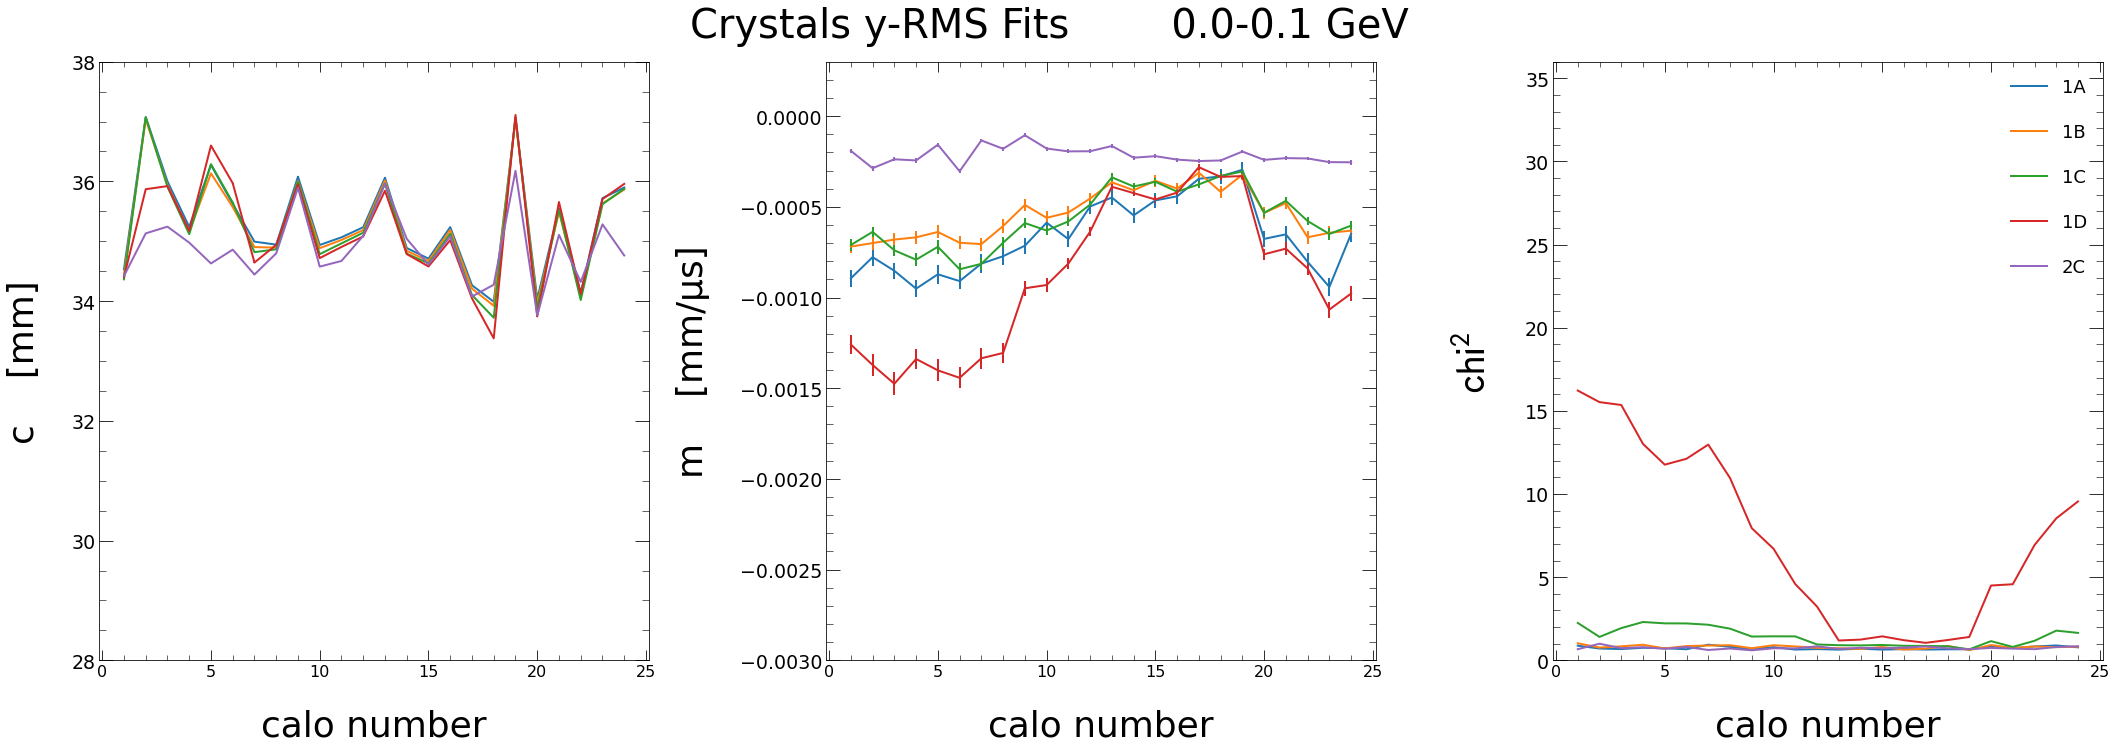 Crystals y-RMS Fits 0.0-0.1 GeV
c [mm]
38
36
34
32
30
28
0 5 10 15 20 25
calo number
m [mm/μs]
0.0000
−0.0005
−0.0010
−0.0015
−0.0020
−0.0025
−0.0030
0 5 10 15 20 25
calo number
chi²
35
30
25
20
15
10
5
0
0 5 10 15 20 25
calo number
1A
1B
1C
1D
2C